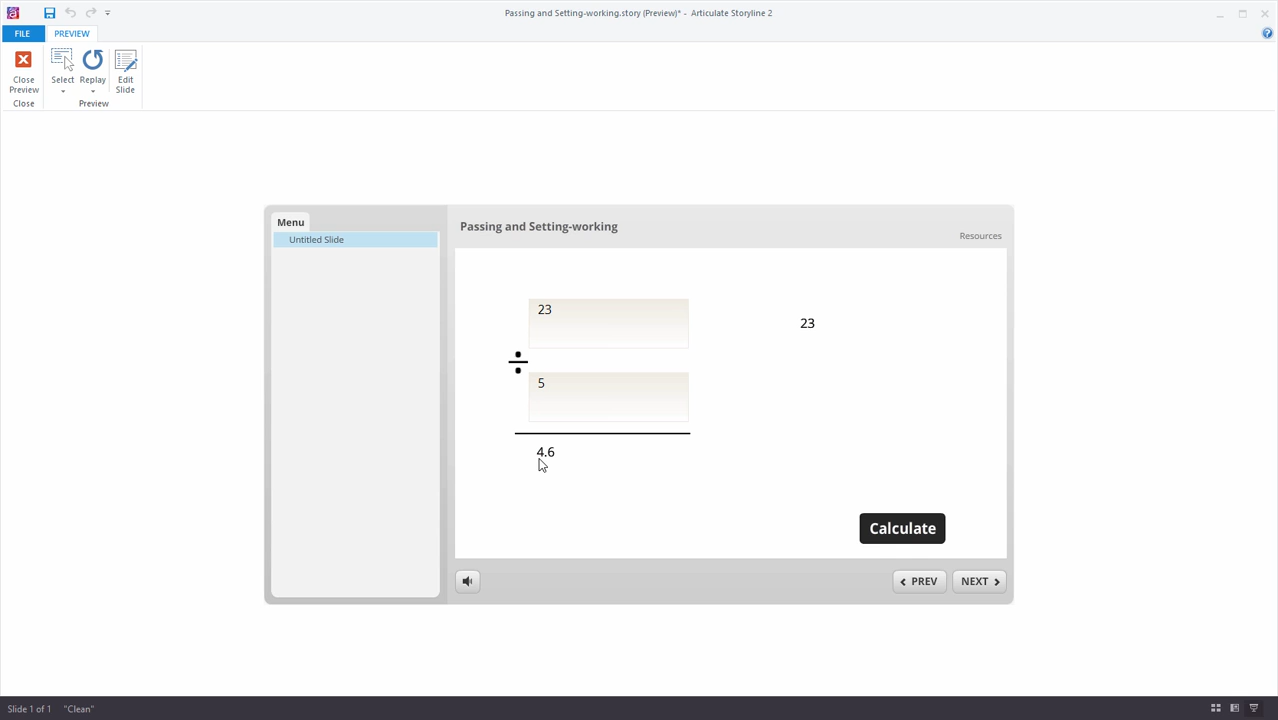 Passing and Setting-working.story (Preview)* - Articulate Storyline 2
FILE
PREVIEW
Close Preview
Select
Replay
Edit Slide
Close
Preview
Menu
Untitled Slide
Passing and Setting-working
Resources
23
23
÷
5
4.6
Calculate
PREV
NEXT
Slide 1 of 1
"Clean"